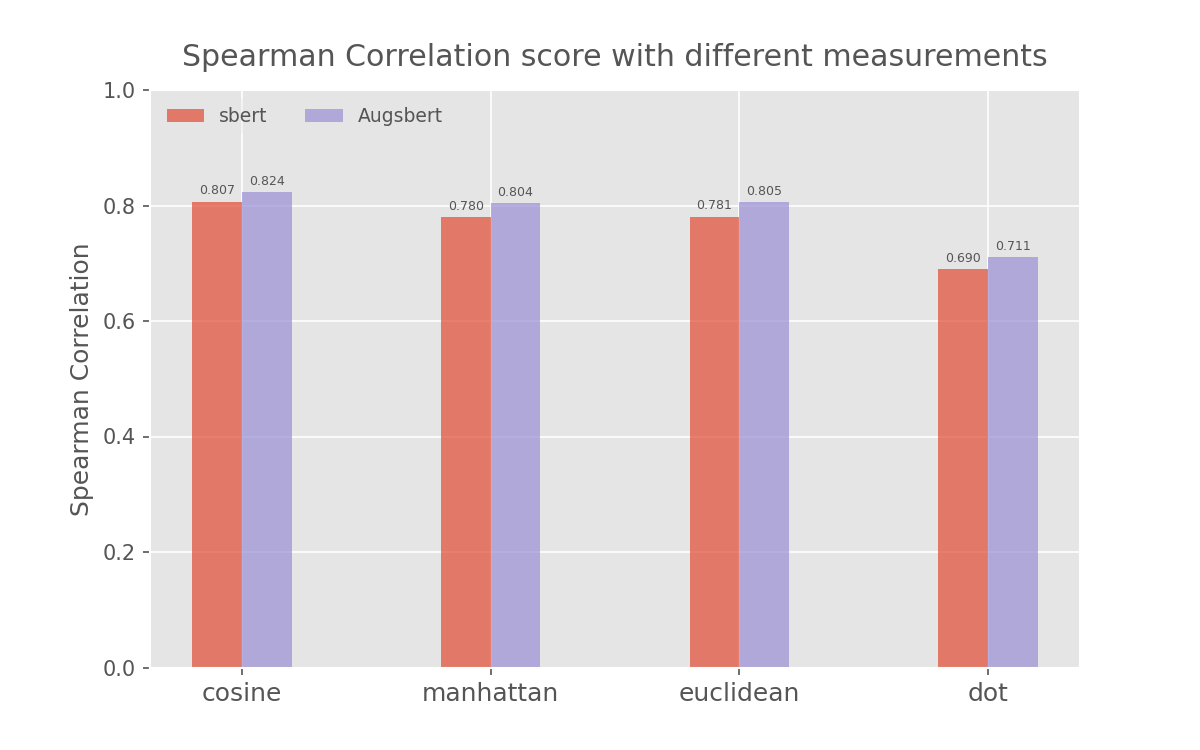 Spearman Correlation score with different measurements
sbert
Augsbert
Spearman Correlation
1.0
0.8
0.6
0.4
0.2
0.0
0.807
0.824
0.780
0.804
0.781
0.805
0.690
0.711
cosine
manhattan
euclidean
dot